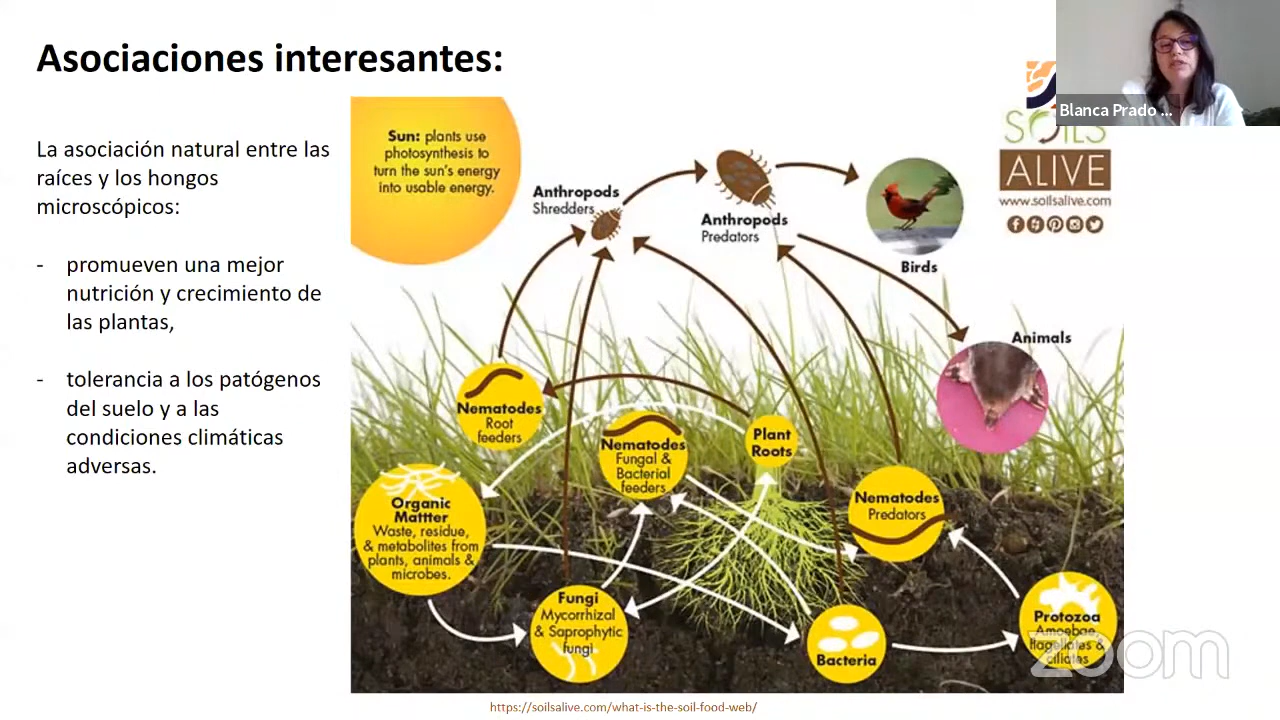 Asociaciones interesantes:
La asociación natural entre las
raíces y los hongos
microscópicos:
- promueven una mejor
nutrición y crecimiento de
las plantas,
- tolerancia a los patógenos
del suelo y a las
condiciones climáticas
adversas.
Sun: plants use
photosynthesis to
turn the sun's energy
into usable energy.
Anthropods
Shredders
Anthropods
Predators
Birds
Animals
Nematodes
Root
feeders
Nematodes
Fungal &
Bacterial
feeders
Plant
Roots
Nematodes
Predators
Organic
Mattter
Waste, residue,
& metabolites from
plants, animals &
microbes.
Fungi
Mycorrhizal
& Saprophytic
fungi
Bacteria
Protozoa
Amoebae,
flagellates &
ciliates
SOILS
ALIVE
www.soilsalive.com
Blanca Prado ...
zoom
https://soilsalive.com/what-is-the-soil-food-web/